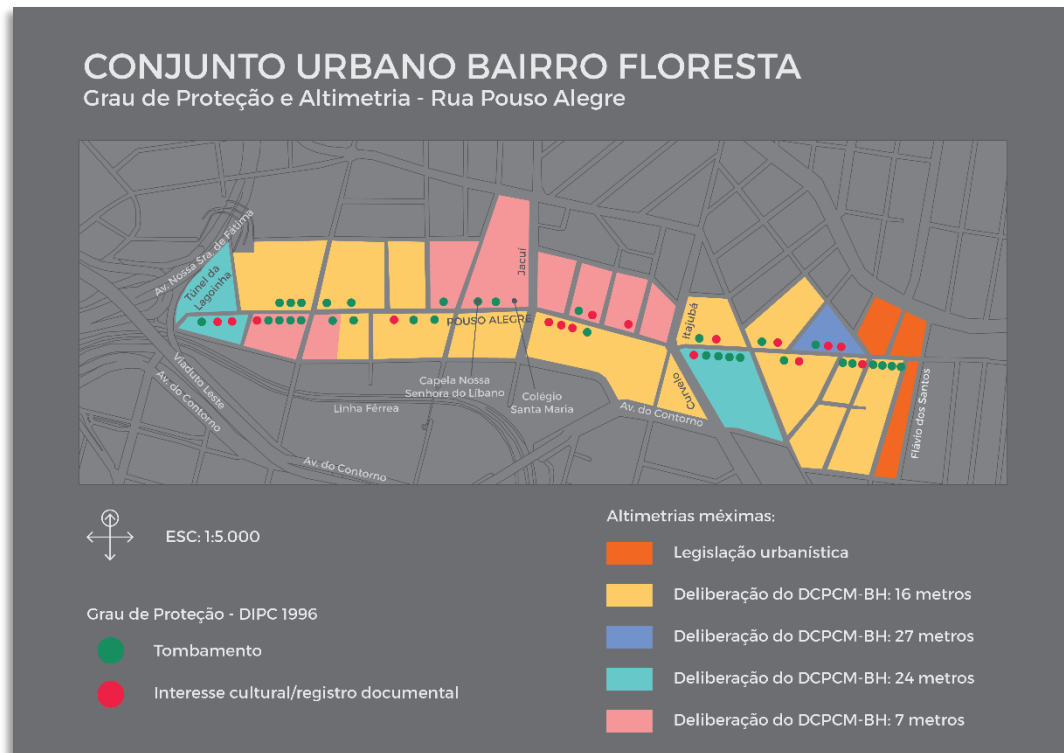 CONJUNTO URBANO BAIRRO FLORESTA
Grau de Proteção e Altimetria - Rua Pouso Alegre
Av. Nossa Sra. de Fátima
Túnel da
Lagoinha
Jacuí
POUSO ALEGRE
Itajubá
Viaduto Leste
Av. do Contorno
Capela Nossa
Senhora do Líbano
Colégio
Santa Maria
Linha Férrea
Av. do Contorno
Curvelo
Av. do Contorno
Flávio dos Santos
ESC: 1:5.000
Grau de Proteção - DIPC 1996
Tombamento
Interesse cultural/registro documental
Altimetrias méximas:
Legislação urbanística
Deliberação do DCPCM-BH: 16 metros
Deliberação do DCPCM-BH: 27 metros
Deliberação do DCPCM-BH: 24 metros
Deliberação do DCPCM-BH: 7 metros